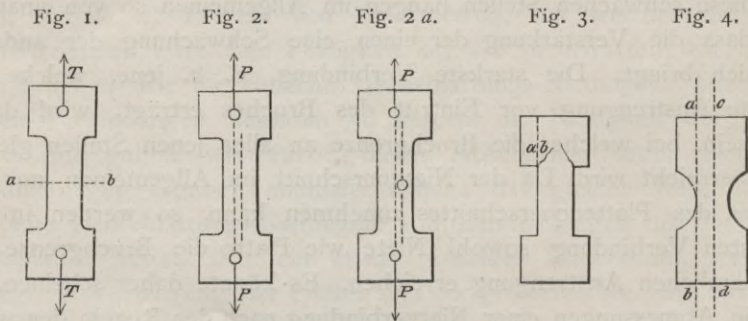 Fig. 1. Fig. 2. Fig. 2 a. Fig. 3. Fig. 4.
T P P
a c
a b
a b
T P P
b d